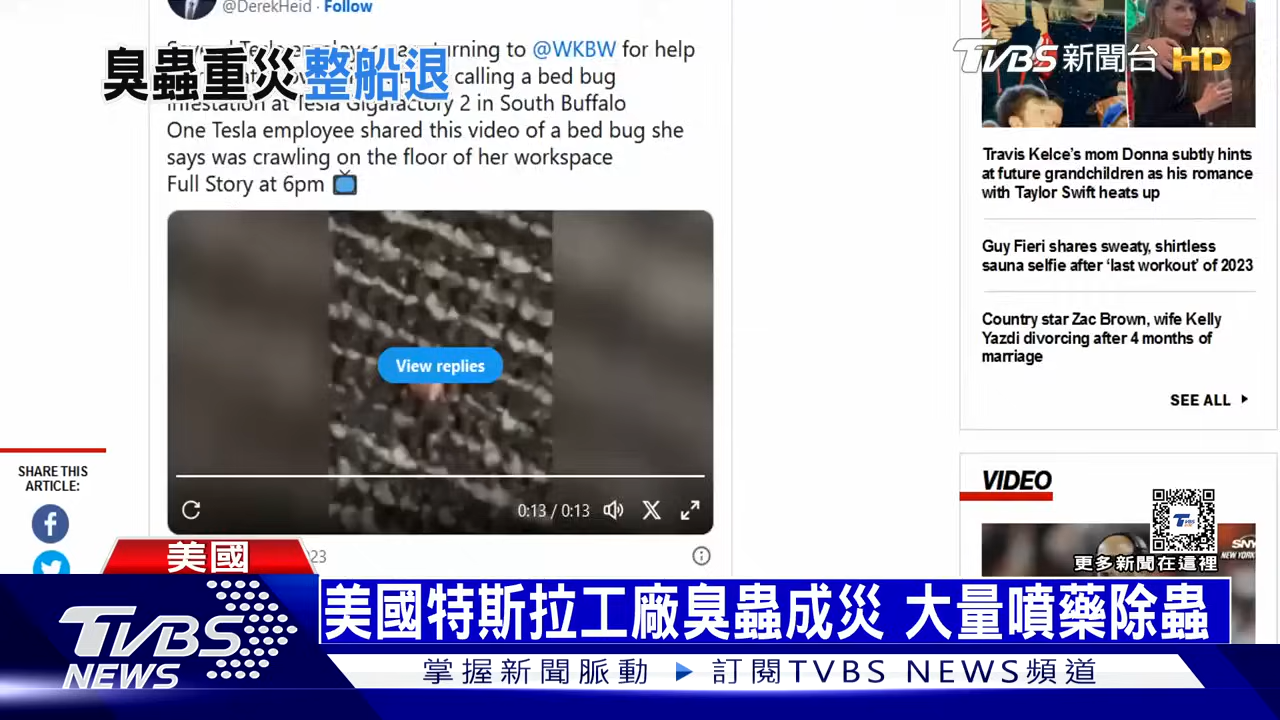 @DerekHeid · Follow
turning to @WKBW for help
calling a bed bug
infestation at Tesla Gigafactory 2 in South Buffalo
One Tesla employee shared this video of a bed bug she
says was crawling on the floor of her workspace
Full Story at 6pm
臭蟲重災整船退
View replies
0:13 / 0:13
SHARE THIS
ARTICLE:
TVBS新聞台 HD
Travis Kelce's mom Donna subtly hints
at future grandchildren as his romance
with Taylor Swift heats up
Guy Fieri shares sweaty, shirtless
sauna selfie after 'last workout' of 2023
Country star Zac Brown, wife Kelly
Yazdi divorcing after 4 months of
marriage
SEE ALL
VIDEO
TVBS
SNY
NEW YORK
更多新聞在這裡
美國
23
美國特斯拉工廠臭蟲成災 大量噴藥除蟲
TVBS
NEWS
掌握新聞脈動 ▶ 訂閱TVBS NEWS頻道